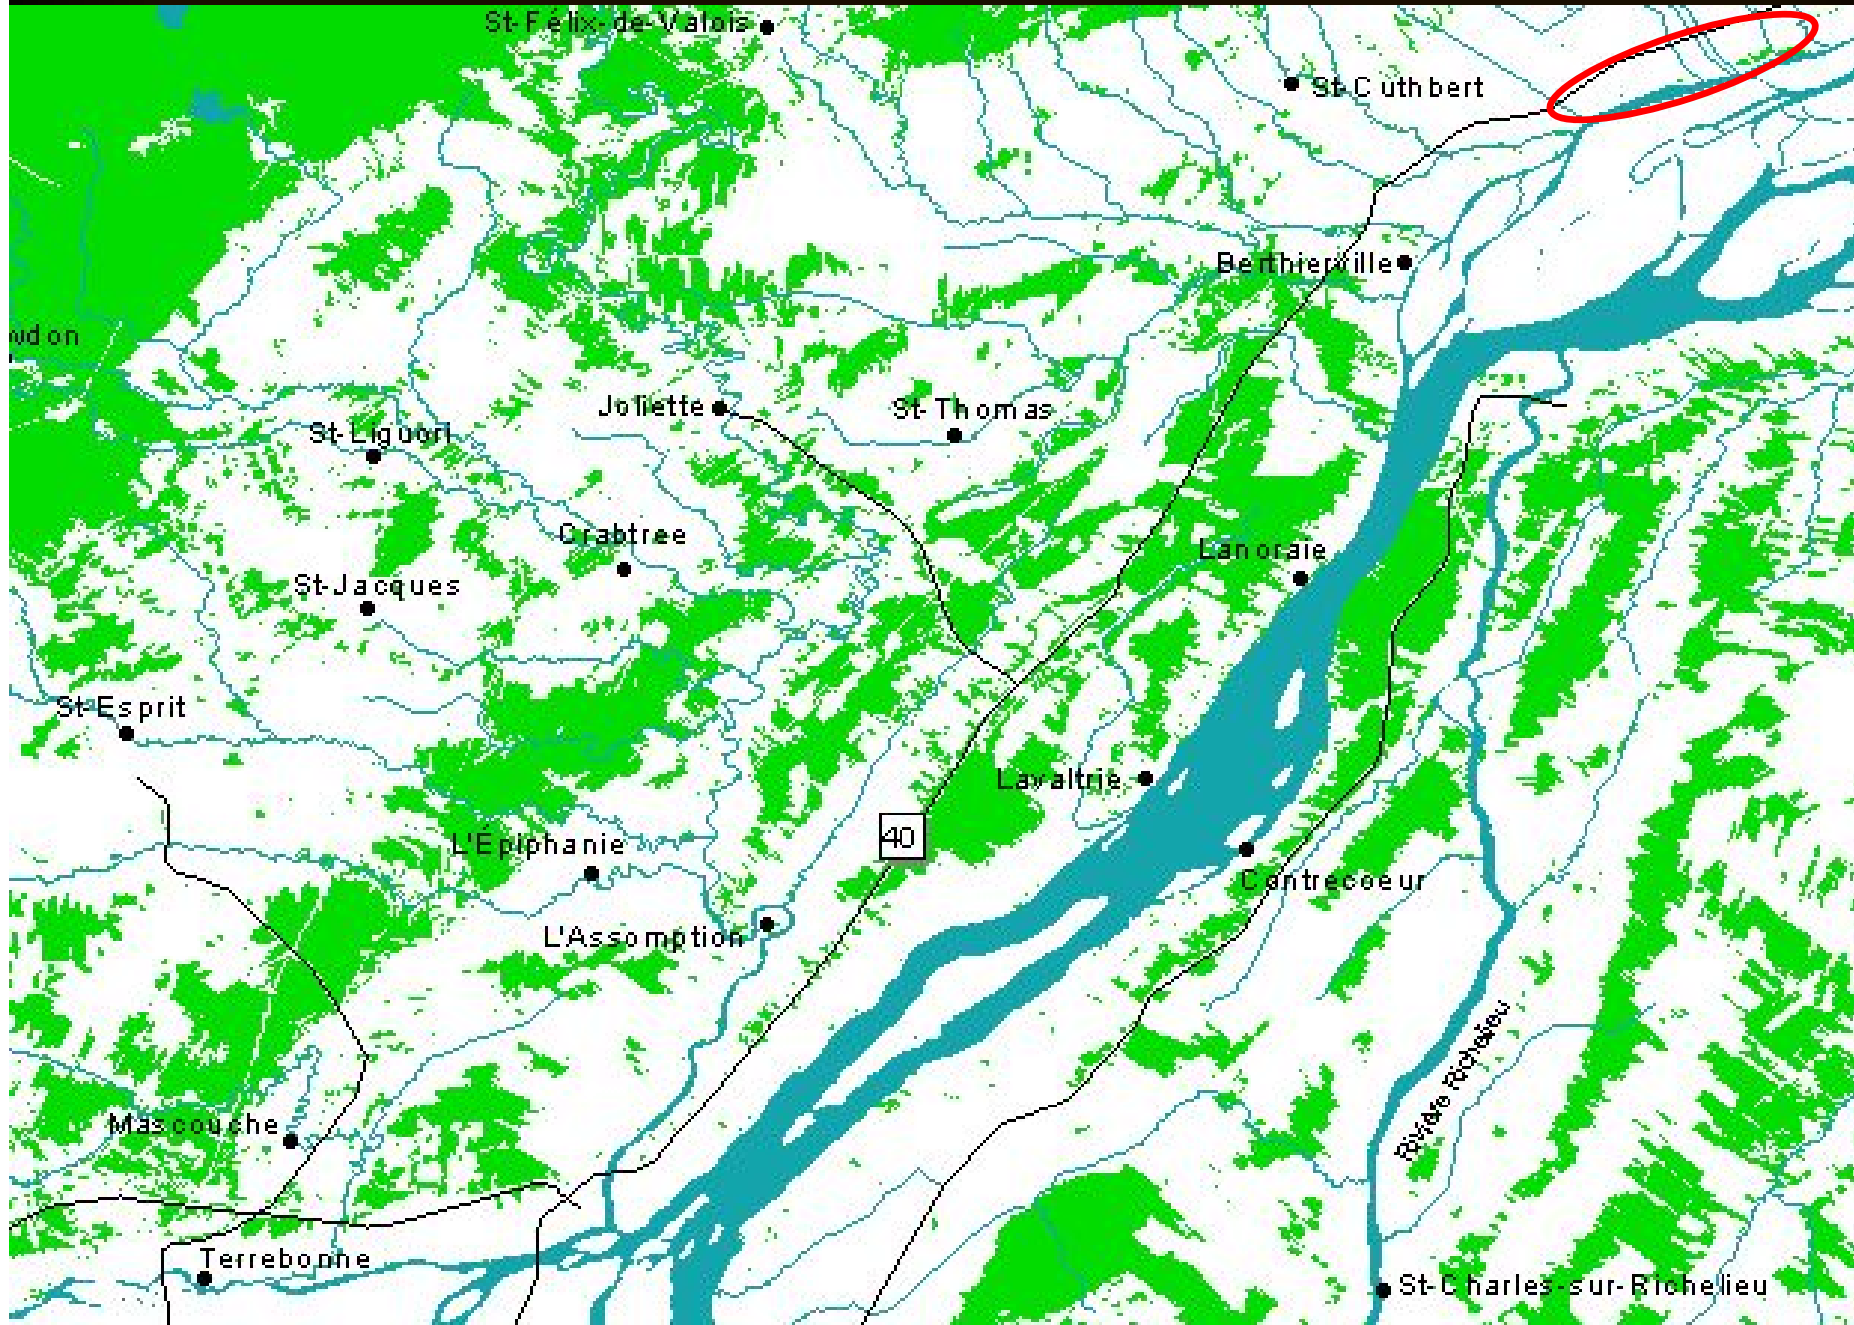 St-Félix-de-Valois
St-Cuthbert
Berthierville
wdon
Joliette
St-Thomas
St-Liguori
Crabtree
Lanoraie
St-Jacques
St-Esprit
Lavaltrie
40
L'Épiphanie
Contrecoeur
L'Assomption
Rivière Richelieu
Mascouche
Terrebonne
St-Charles-sur-Richelieu